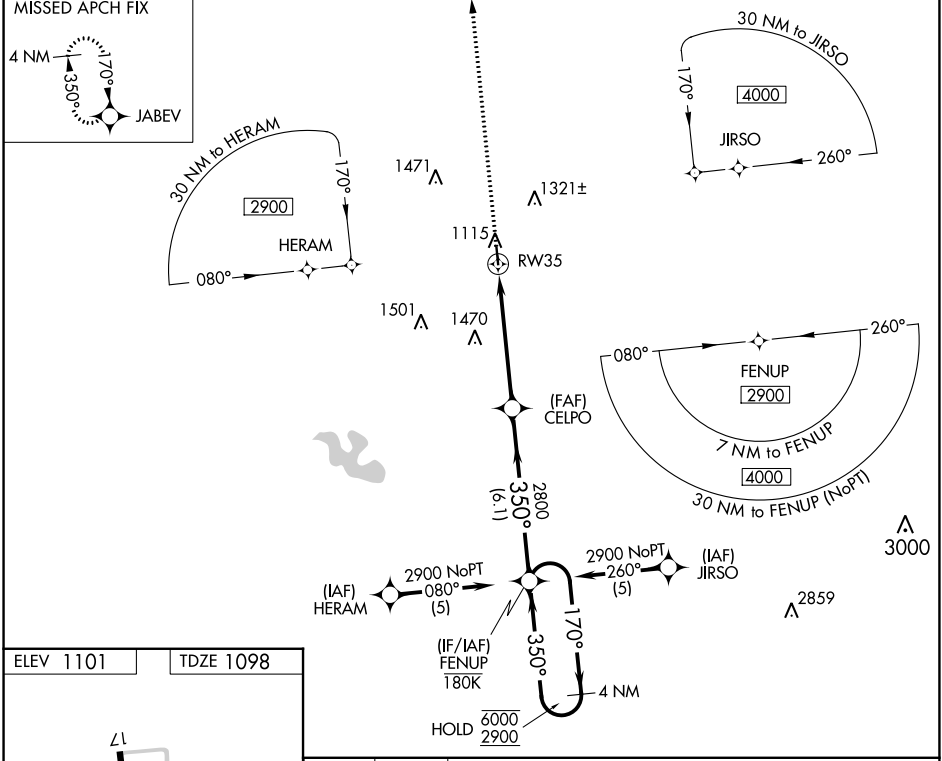 MISSED APCH FIX
4 NM
170°
350°
JABEV
30 NM to HERAM
170°
2900
HERAM
080°
30 NM to JIRSO
170°
4000
JIRSO
260°
1471
1321±
1115
RW35
1501
1470
080°
260°
FENUP
2900
7 NM to FENUP
4000
30 NM to FENUP (NoPT)
(FAF)
CELPO
2800
350°
(6.1)
3000
2859
(IAF)
HERAM
2900 NoPT
080°
(5)
2900 NoPT
260°
(5)
(IAF)
JIRSO
(IF/IAF)
FENUP
180K
350°
170°
4 NM
HOLD 6000
2900
ELEV 1101
TDZE 1098
17